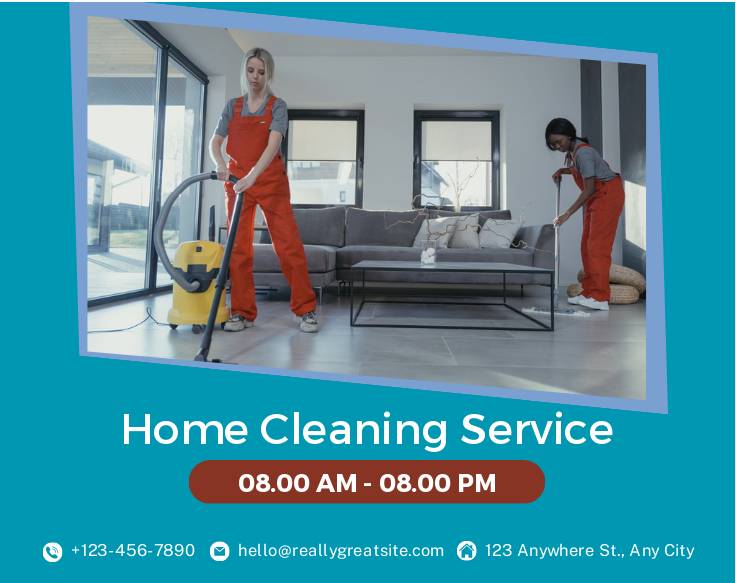 Home Cleaning Service
08.00 AM - 08.00 PM
+123-456-7890 hello@reallygreatsite.com 123 Anywhere St., Any City